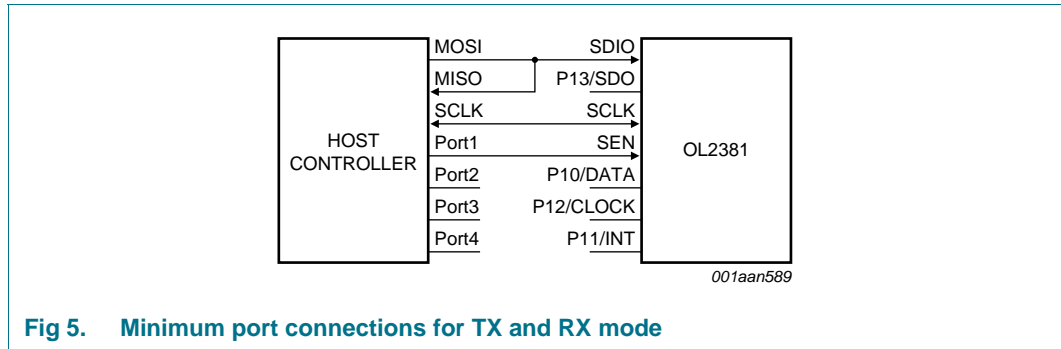 MOSI SDIO
MISO P13/SDO
SCLK SCLK
HOST CONTROLLER
Port1 SEN
OL2381
Port2 P10/DATA
Port3 P12/CLOCK
Port4 P11/INT
001aan589
Fig 5. Minimum port connections for TX and RX mode